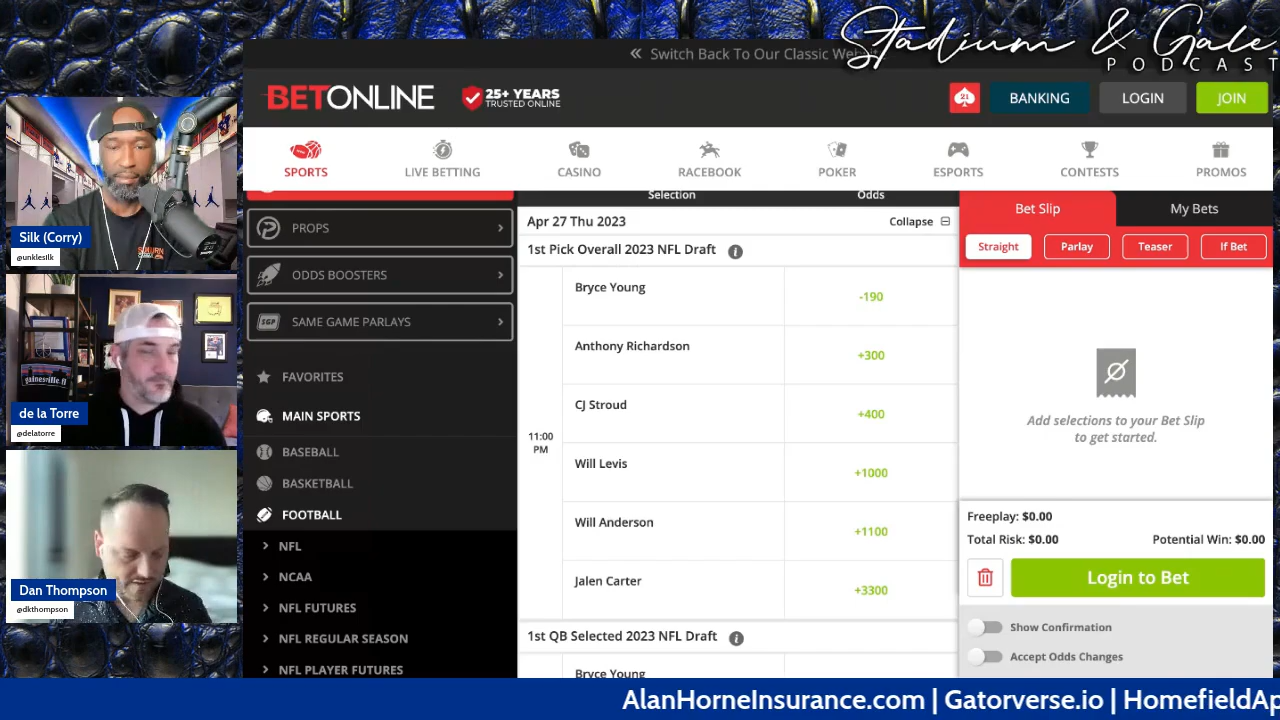 Stadium & Gale
PODCAST
« Switch Back To Our Classic Website
BETONLINE
25+ YEARS
TRUSTED ONLINE
21
BANKING
LOGIN
JOIN
SPORTS
LIVE BETTING
CASINO
RACEBOOK
POKER
ESPORTS
CONTESTS
PROMOS
Silk (Corry)
@unklesilk
de la Torre
@delatorre
Dan Thompson
@dkthompson
PROPS
ODDS BOOSTERS
SGP SAME GAME PARLAYS
FAVORITES
MAIN SPORTS
BASEBALL
BASKETBALL
FOOTBALL
NFL
NCAA
NFL FUTURES
NFL REGULAR SEASON
NFL PLAYER FUTURES
Selection Odds
Apr 27 Thu 2023 Collapse
1st Pick Overall 2023 NFL Draft
11:00 PM
Bryce Young -190
Anthony Richardson +300
CJ Stroud +400
Will Levis +1000
Will Anderson +1100
Jalen Carter +3300
1st QB Selected 2023 NFL Draft
Bryce Young
Bet Slip My Bets
Straight Parlay Teaser If Bet
Add selections to your Bet Slip
to get started.
Freeplay: $0.00
Total Risk: $0.00 Potential Win: $0.00
Login to Bet
Show Confirmation
Accept Odds Changes
AlanHorneInsurance.com | Gatorverse.io | HomefieldAp